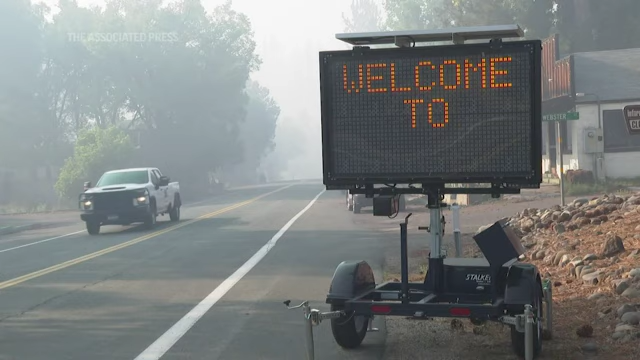 THE ASSOCIATED PRESS
WELCOME
TO
STALKER